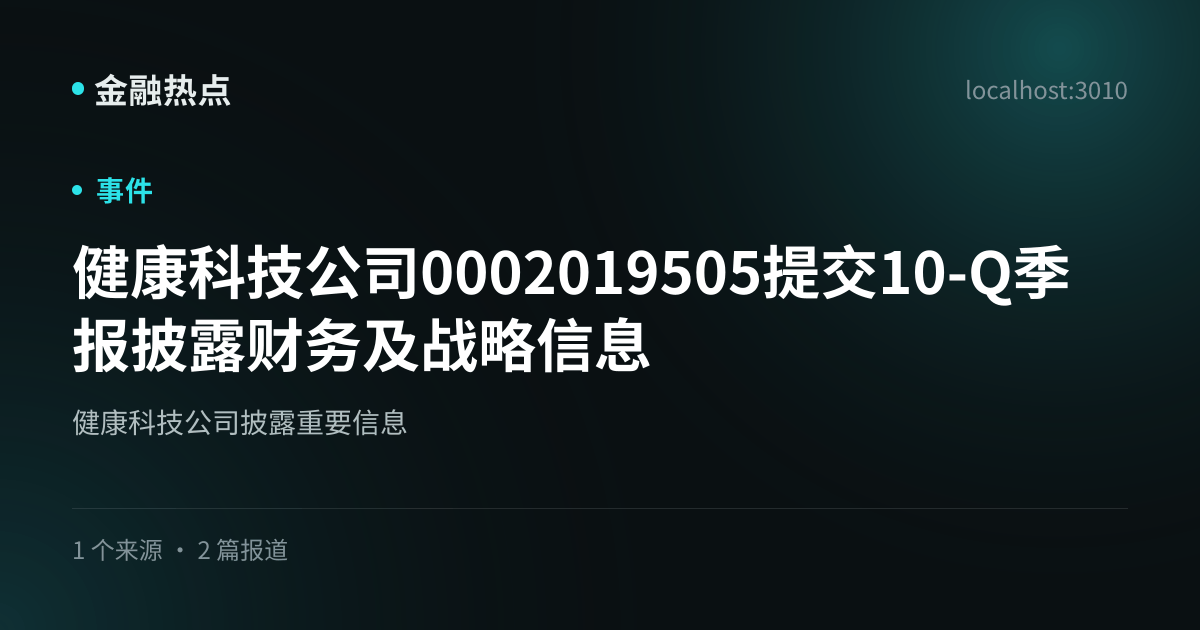 金融热点
localhost:3010
事件
健康科技公司0002019505提交10-Q季
报披露财务及战略信息
健康科技公司披露重要信息
1 个来源 · 2 篇报道